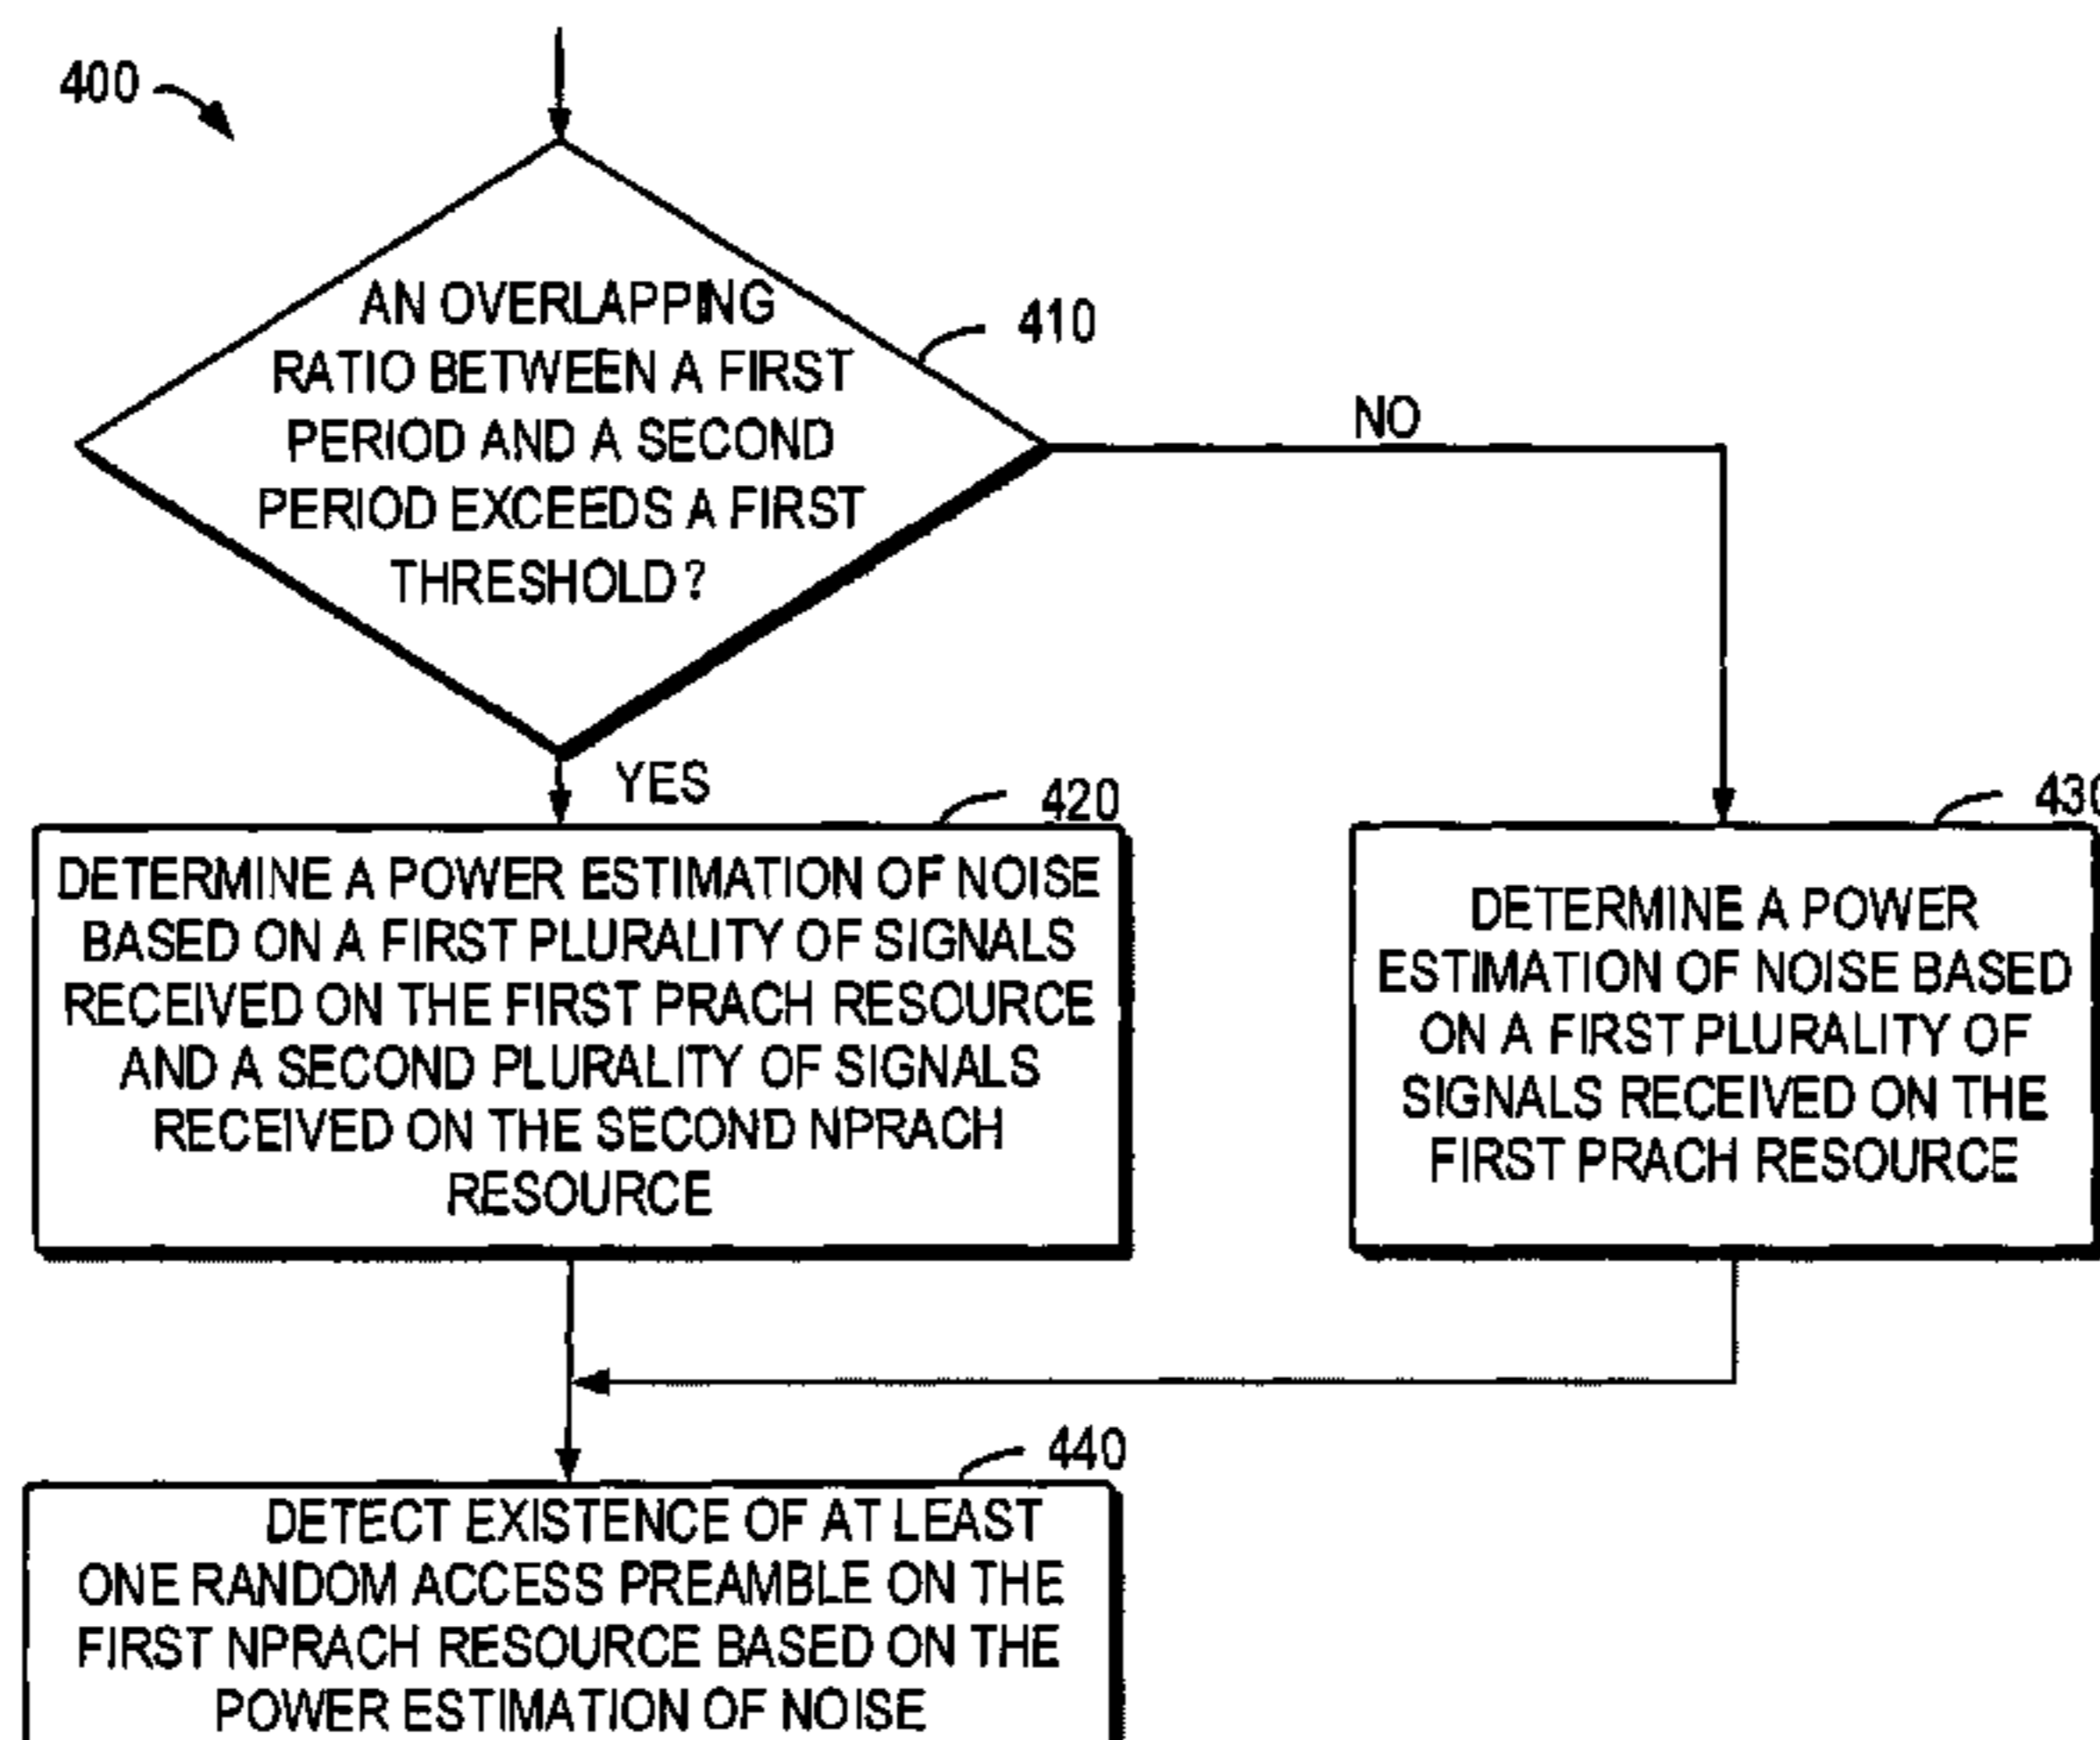 400
AN OVERLAPPING
RATIO BETWEEN A FIRST
PERIOD AND A SECOND
PERIOD EXCEEDS A FIRST
THRESHOLD?
410
NO
YES
420
DETERMINE A POWER ESTIMATION OF NOISE
BASED ON A FIRST PLURALITY OF SIGNALS
RECEIVED ON THE FIRST PRACH RESOURCE
AND A SECOND PLURALITY OF SIGNALS
RECEIVED ON THE SECOND NPRACH
RESOURCE
430
DETERMINE A POWER
ESTIMATION OF NOISE BASED
ON A FIRST PLURALITY OF
SIGNALS RECEIVED ON THE
FIRST PRACH RESOURCE
440
DETECT EXISTENCE OF AT LEAST
ONE RANDOM ACCESS PREAMBLE ON THE
FIRST NPRACH RESOURCE BASED ON THE
POWER ESTIMATION OF NOISE